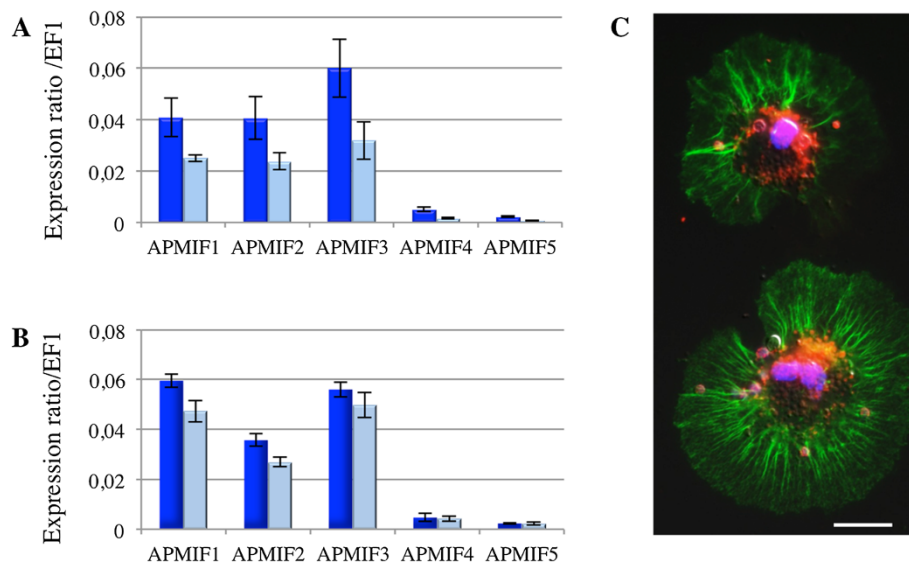 A
Expression ratio /EF1
0,08
0,06
0,04
0,02
0
APMIF1 APMIF2 APMIF3 APMIF4 APMIF5
B
Expression ratio/EF1
0,08
0,06
0,04
0,02
0
APMIF1 APMIF2 APMIF3 APMIF4 APMIF5
C